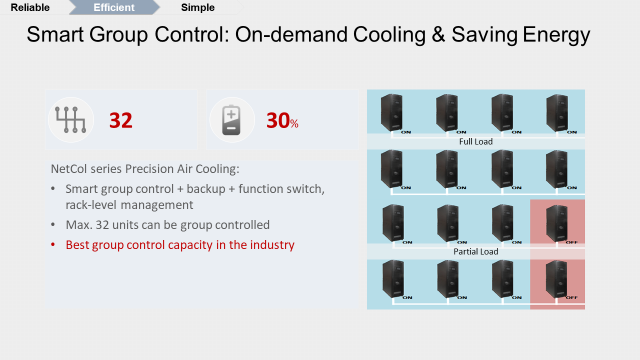 Reliable
Efficient
Simple
Smart Group Control: On-demand Cooling & Saving Energy
32
30%
NetCol series Precision Air Cooling:
• Smart group control + backup + function switch,
rack-level management
• Max. 32 units can be group controlled
• Best group control capacity in the industry
ON ON ON ON
Full Load
ON ON ON ON
ON ON ON OFF
Partial Load
ON ON ON OFF